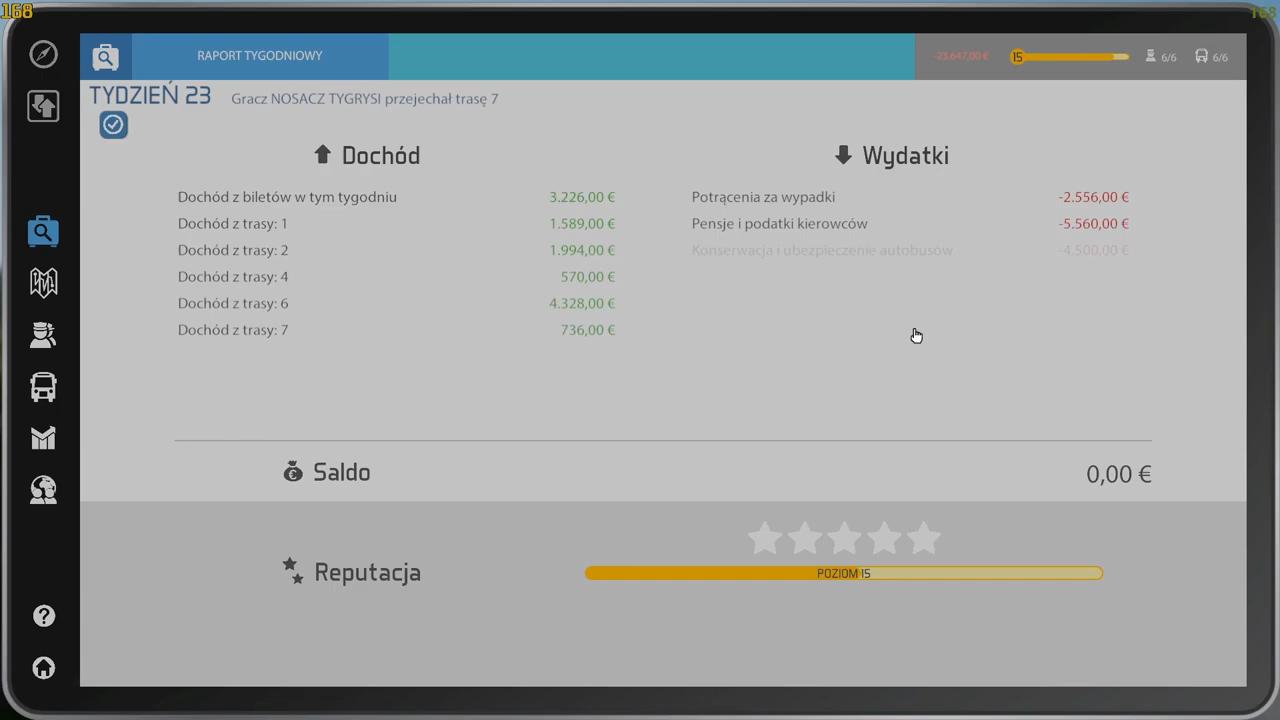 168
168
RAPORT TYGODNIOWY
-23.647,00 €
15
6/6
6/6
TYDZIEŃ 23
Gracz NOSACZ TYGRYSI przejechał trasę 7
Dochód
Wydatki
Dochód z biletów w tym tygodniu 3.226,00 €
Potrącenia za wypadki -2.556,00 €
Dochód z trasy: 1 1.589,00 €
Pensje i podatki kierowców -5.560,00 €
Dochód z trasy: 2 1.994,00 €
Konserwacja i ubezpieczenie autobusów -4.500,00 €
Dochód z trasy: 4 570,00 €
Dochód z trasy: 6 4.328,00 €
Dochód z trasy: 7 736,00 €
Saldo 0,00 €
Reputacja
POZIOM 15